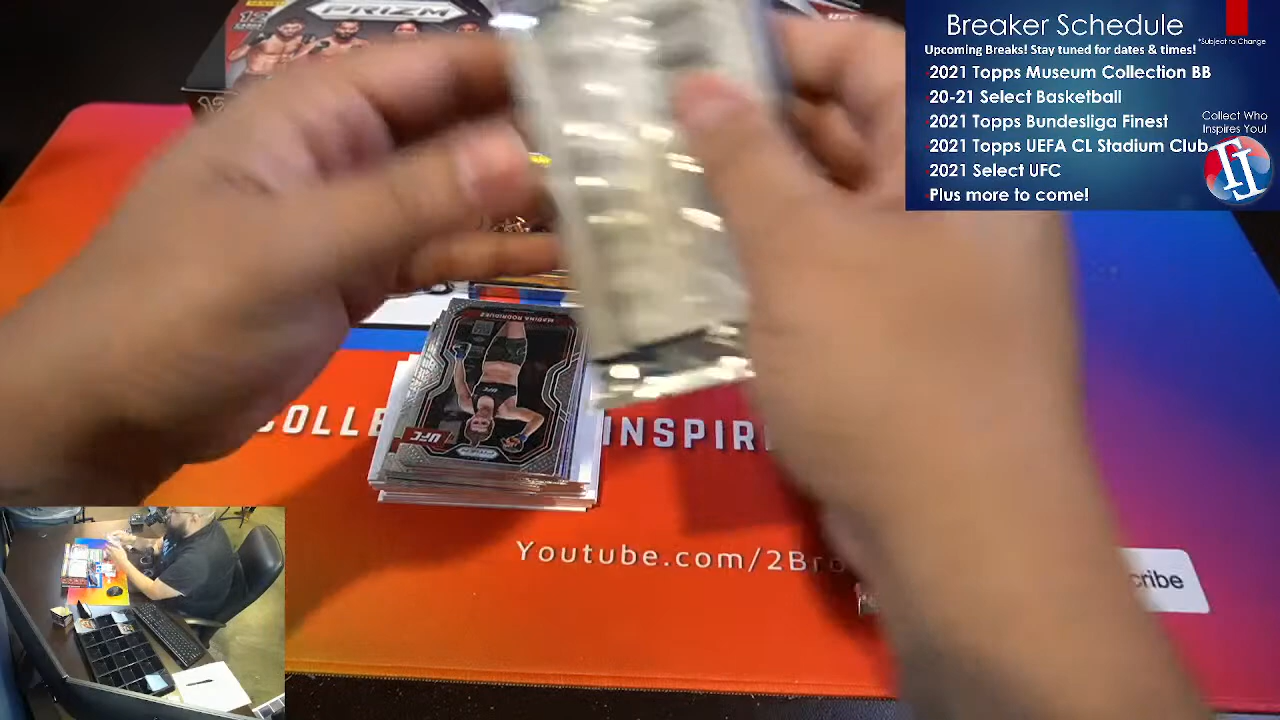 PRIZM
Breaker Schedule
*Subject to Change
Upcoming Breaks! Stay tuned for dates & times!
2021 Topps Museum Collection BB
20-21 Select Basketball
2021 Topps Bundesliga Finest
2021 Topps UEFA CL Stadium Club
2021 Select UFC
Plus more to come!
Collect Who
Inspires You!
MARINA RODRIGUEZ
UFC
COLLE INSPIR
Youtube.com/2Bro
cribe